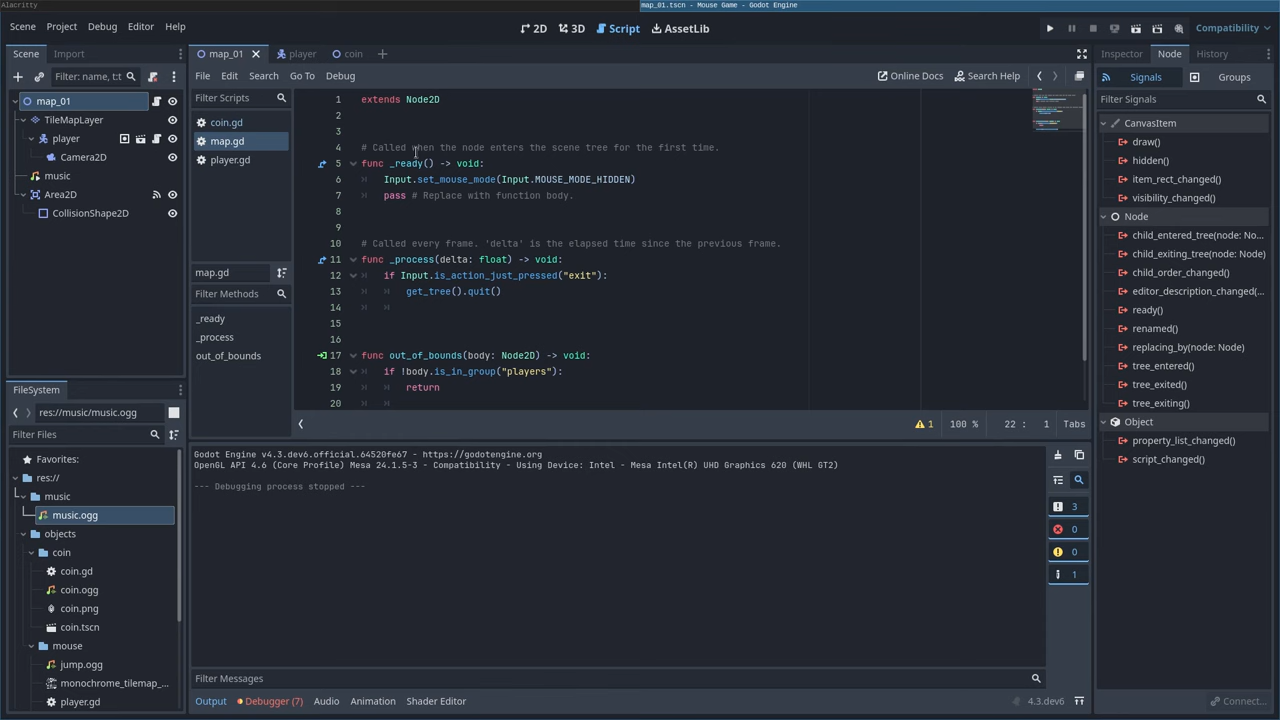 Alacritty
map_01.tscn - Mouse Game - Godot Engine
Scene Project Debug Editor Help
2D 3D Script AssetLib
Compatibility
Scene Import
map_01 player coin
Inspector Node History
Filter: name, t:t
File Edit Search Go To Debug
Online Docs Search Help
Signals Groups
map_01
TileMapLayer
player
Camera2D
music
Area2D
CollisionShape2D
Filter Scripts
coin.gd
map.gd
player.gd
map.gd
Filter Methods
_ready
_process
out_of_bounds
1 extends Node2D
2
3
4 # Called when the node enters the scene tree for the first time.
5 func _ready() -> void:
6 Input.set_mouse_mode(Input.MOUSE_MODE_HIDDEN)
7 pass # Replace with function body.
8
9
10 # Called every frame. 'delta' is the elapsed time since the previous frame.
11 func _process(delta: float) -> void:
12 if Input.is_action_just_pressed("exit"):
13 get_tree().quit()
14
15
16
17 func out_of_bounds(body: Node2D) -> void:
18 if !body.is_in_group("players"):
19 return
20
1 100 % 22 : 1 Tabs
Filter Signals
CanvasItem
draw()
hidden()
item_rect_changed()
visibility_changed()
Node
child_entered_tree(node: No...
child_exiting_tree(node: Node)
child_order_changed()
editor_description_changed(...
ready()
renamed()
replacing_by(node: Node)
tree_entered()
tree_exited()
tree_exiting()
Object
property_list_changed()
script_changed()
Connect...
FileSystem
res://music/music.ogg
Filter Files
Favorites:
res://
music
music.ogg
objects
coin
coin.gd
coin.ogg
coin.png
coin.tscn
mouse
jump.ogg
monochrome_tilemap_...
player.gd
Godot Engine v4.3.dev6.official.64520fe67 - https://godotengine.org
OpenGL API 4.6 (Core Profile) Mesa 24.1.5-3 - Compatibility - Using Device: Intel - Mesa Intel(R) UHD Graphics 620 (WHL GT2)
--- Debugging process stopped ---
3
0
0
1
Filter Messages
Output Debugger (7) Audio Animation Shader Editor
4.3.dev6